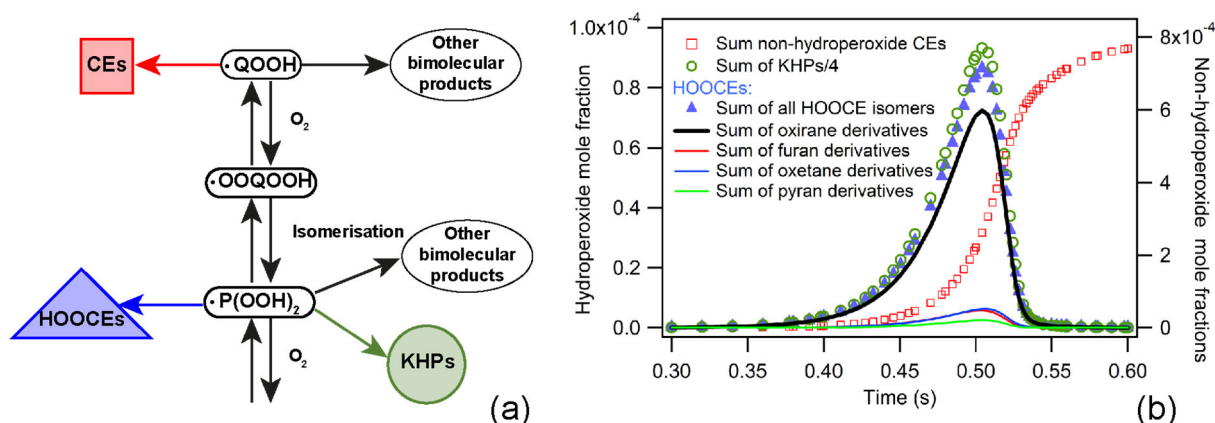 CEs
•QOOH
Other
bimolecular
products
O2
•OOQOOH
Isomerisation
Other
bimolecular
products
HOOCEs
•P(OOH)2
O2
KHPs
(a)
1.0x10-4
0.8
0.6
0.4
0.2
0.0
Hydroperoxide mole fraction
Sum non-hydroperoxide CEs
Sum of KHPs/4
HOOCEs:
Sum of all HOOCE isomers
Sum of oxirane derivatives
Sum of furan derivatives
Sum of oxetane derivatives
Sum of pyran derivatives
8x10-4
6
4
2
0
Non-hydroperoxide mole fractions
0.30 0.35 0.40 0.45 0.50 0.55 0.60
Time (s)
(b)